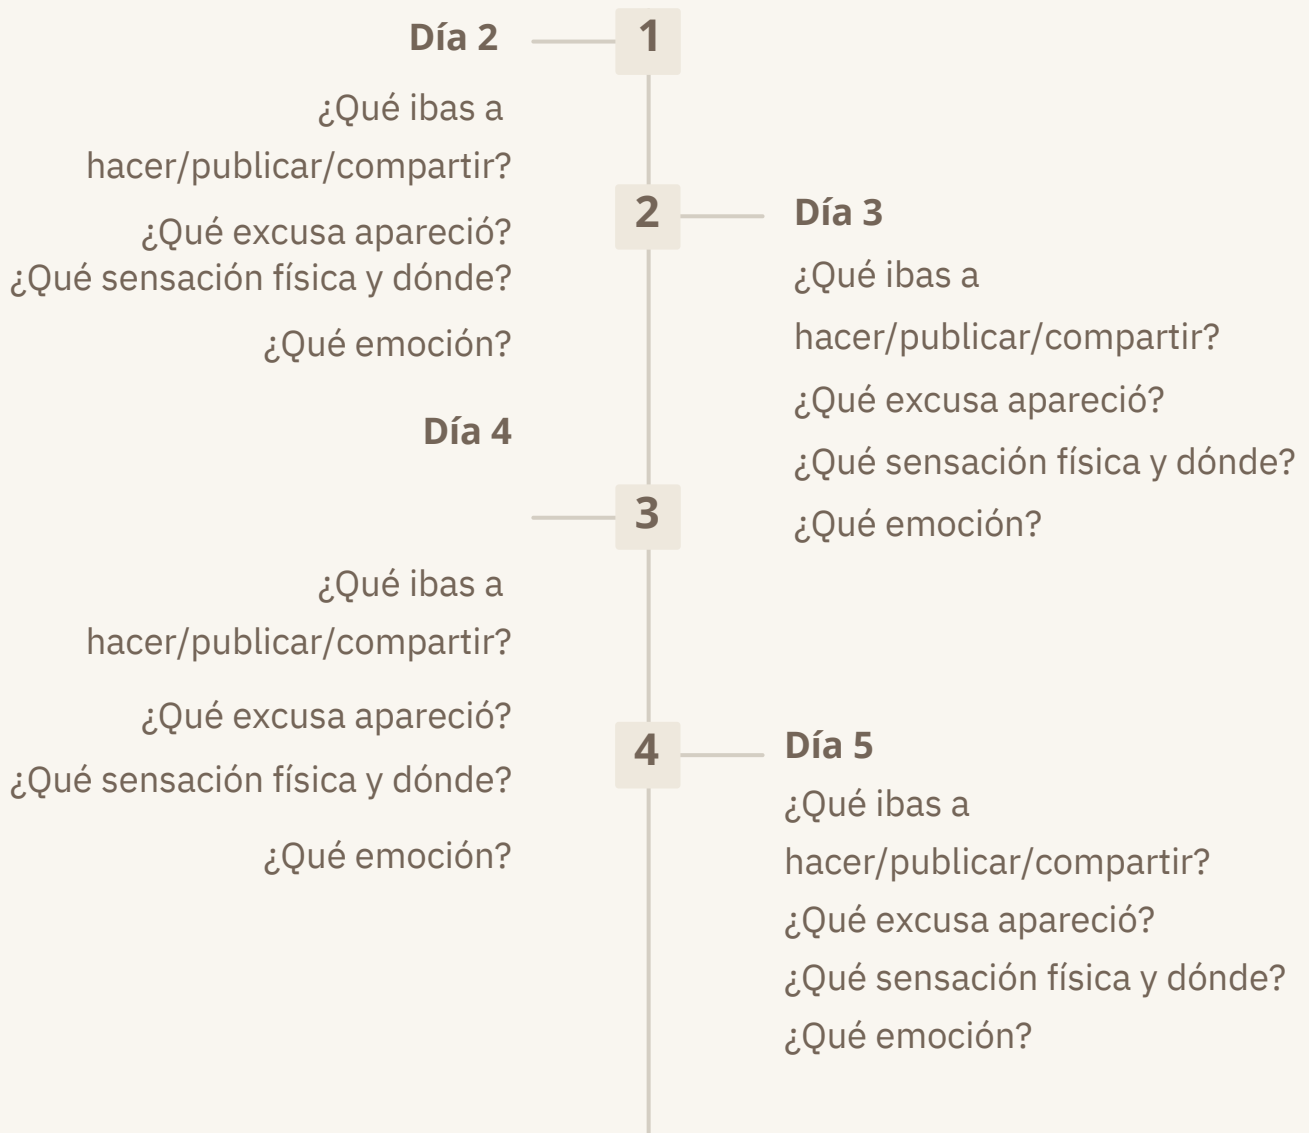 1
Día 2
¿Qué ibas a
hacer/publicar/compartir?
¿Qué excusa apareció?
¿Qué sensación física y dónde?
¿Qué emoción?
2
Día 3
¿Qué ibas a
hacer/publicar/compartir?
¿Qué excusa apareció?
¿Qué sensación física y dónde?
¿Qué emoción?
3
Día 4
¿Qué ibas a
hacer/publicar/compartir?
¿Qué excusa apareció?
¿Qué sensación física y dónde?
¿Qué emoción?
4
Día 5
¿Qué ibas a
hacer/publicar/compartir?
¿Qué excusa apareció?
¿Qué sensación física y dónde?
¿Qué emoción?